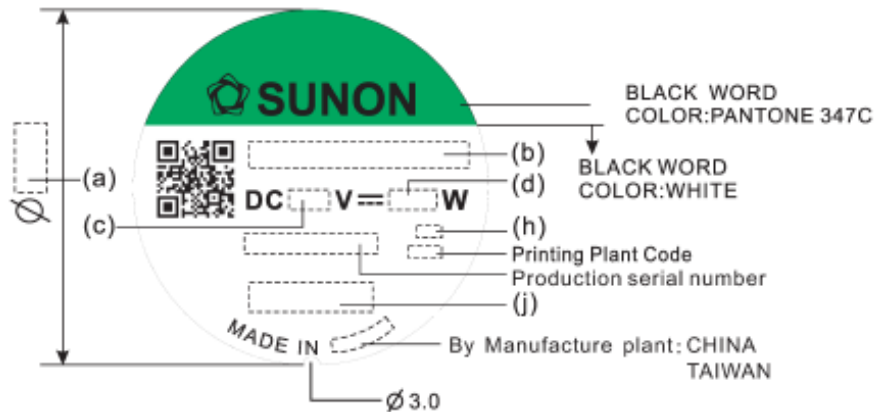 SUNON
BLACK WORD
COLOR:PANTONE 347C
(b)
BLACK WORD
COLOR:WHITE
(a)
Ø
DC V W
(d)
(c)
(h)
Printing Plant Code
Production serial number
(j)
MADE IN
By Manufacture plant: CHINA
TAIWAN
Ø 3.0